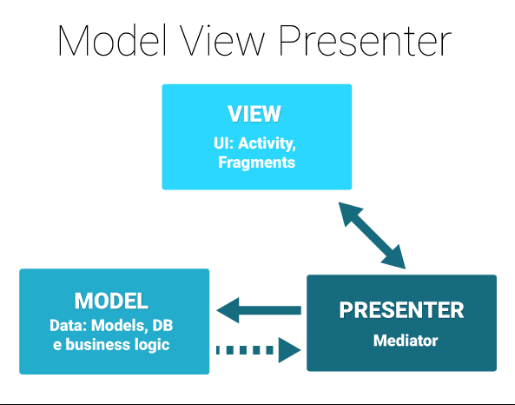 Model View Presenter
VIEW
UI: Activity,
Fragments
MODEL
Data: Models, DB
e business logic
PRESENTER
Mediator